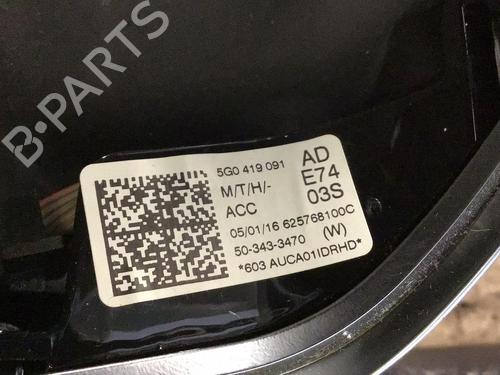 B-PARTS
5G0 419 091 AD
M/T/H/- E74
ACC 03S
05/01/16 625768100C
50-343-3470 (W)
*603 AUCA01IDRHD*